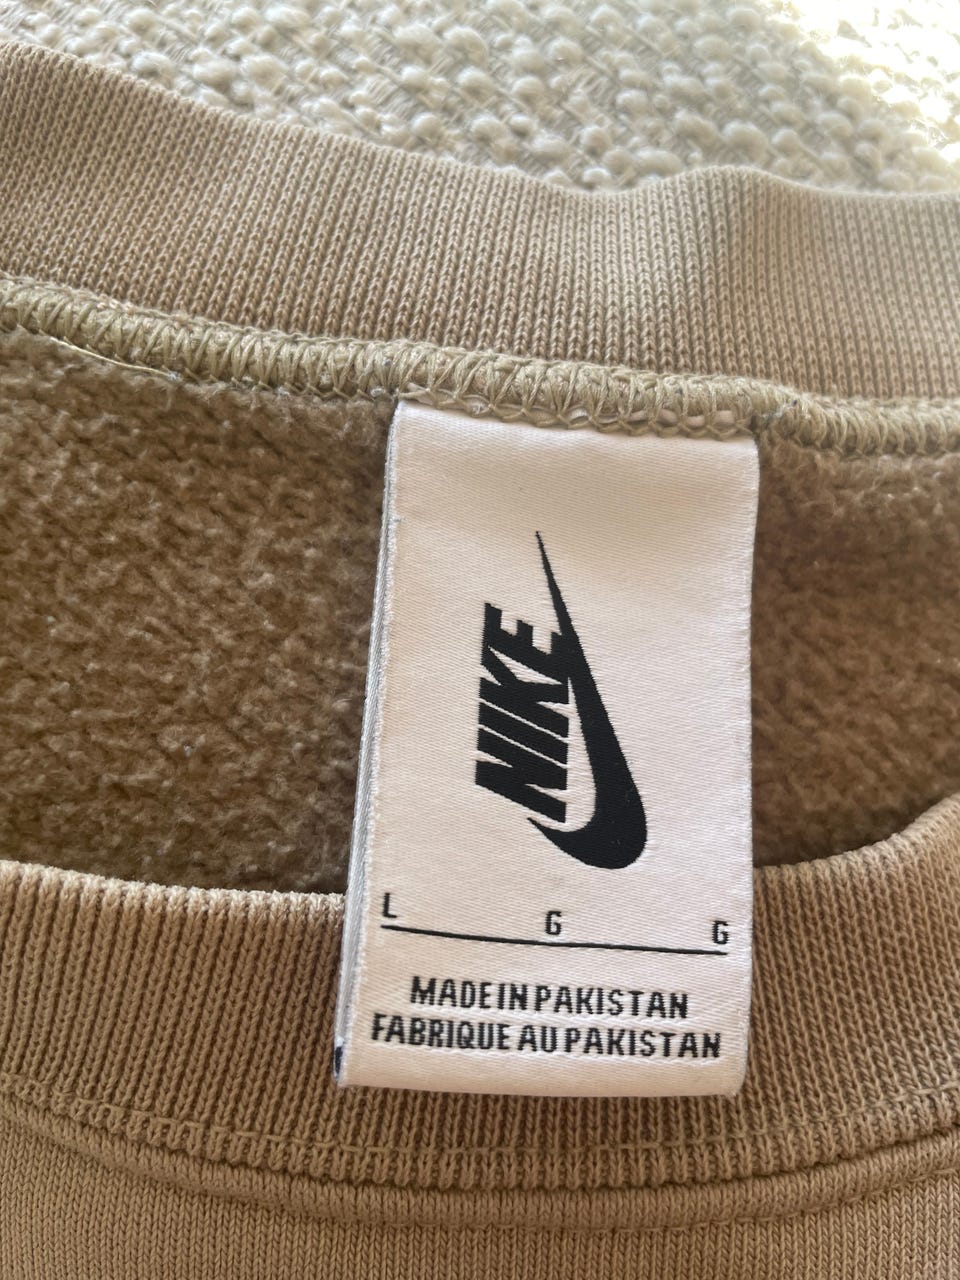 NIKE
L G G
MADE IN PAKISTAN
FABRIQUE AU PAKISTAN